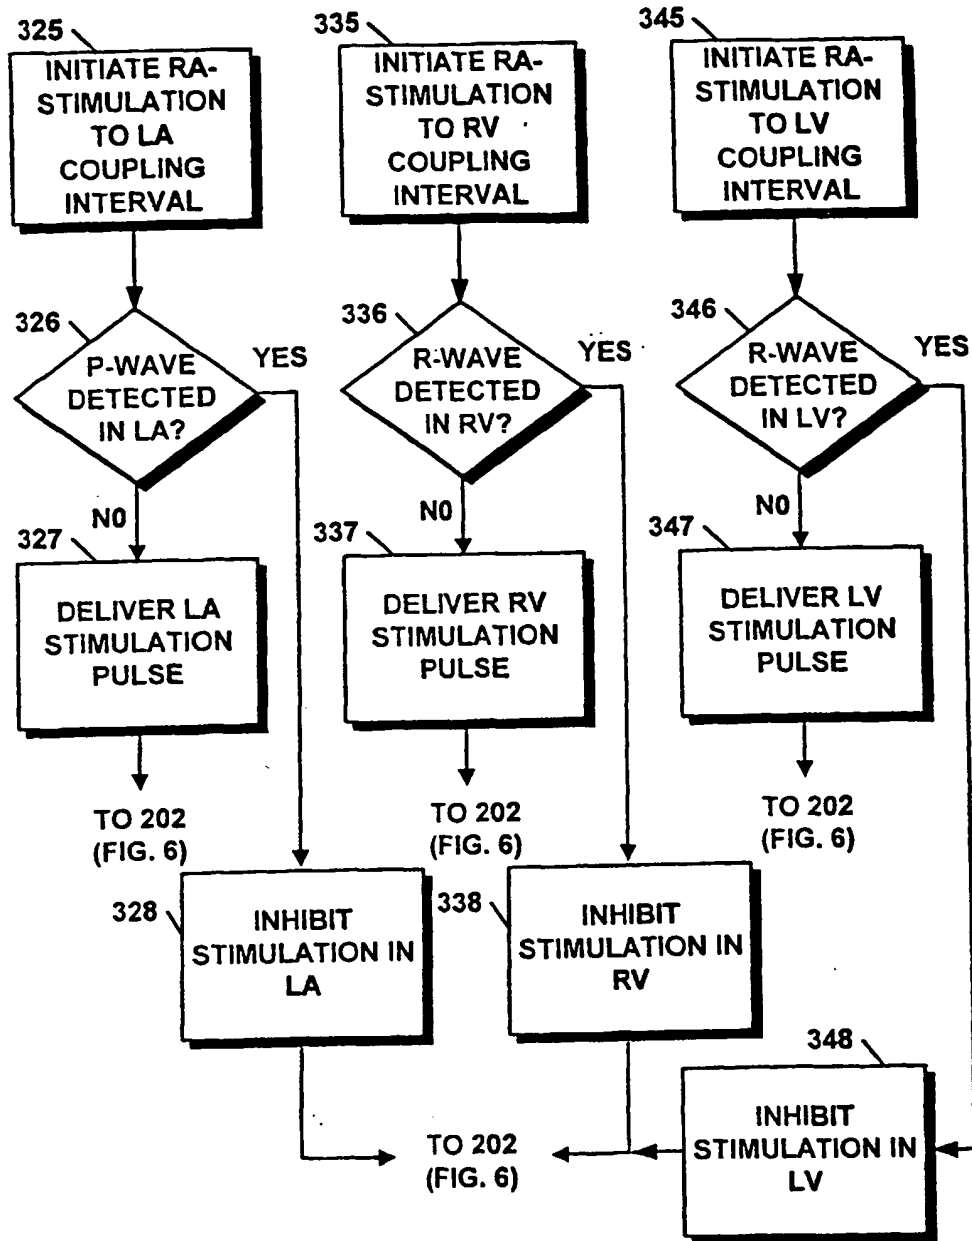 325
INITIATE RA-
STIMULATION
TO LA
COUPLING
INTERVAL
335
INITIATE RA-
STIMULATION
TO RV
COUPLING
INTERVAL
345
INITIATE RA-
STIMULATION
TO LV
COUPLING
INTERVAL
326
P-WAVE
DETECTED
IN LA?
YES
NO
336
R-WAVE
DETECTED
IN RV?
YES
NO
346
R-WAVE
DETECTED
IN LV?
YES
NO
327
DELIVER LA
STIMULATION
PULSE
337
DELIVER RV
STIMULATION
PULSE
347
DELIVER LV
STIMULATION
PULSE
TO 202
(FIG. 6)
TO 202
(FIG. 6)
TO 202
(FIG. 6)
328
INHIBIT
STIMULATION IN
LA
338
INHIBIT
STIMULATION IN
RV
348
INHIBIT
STIMULATION IN
LV
TO 202
(FIG. 6)